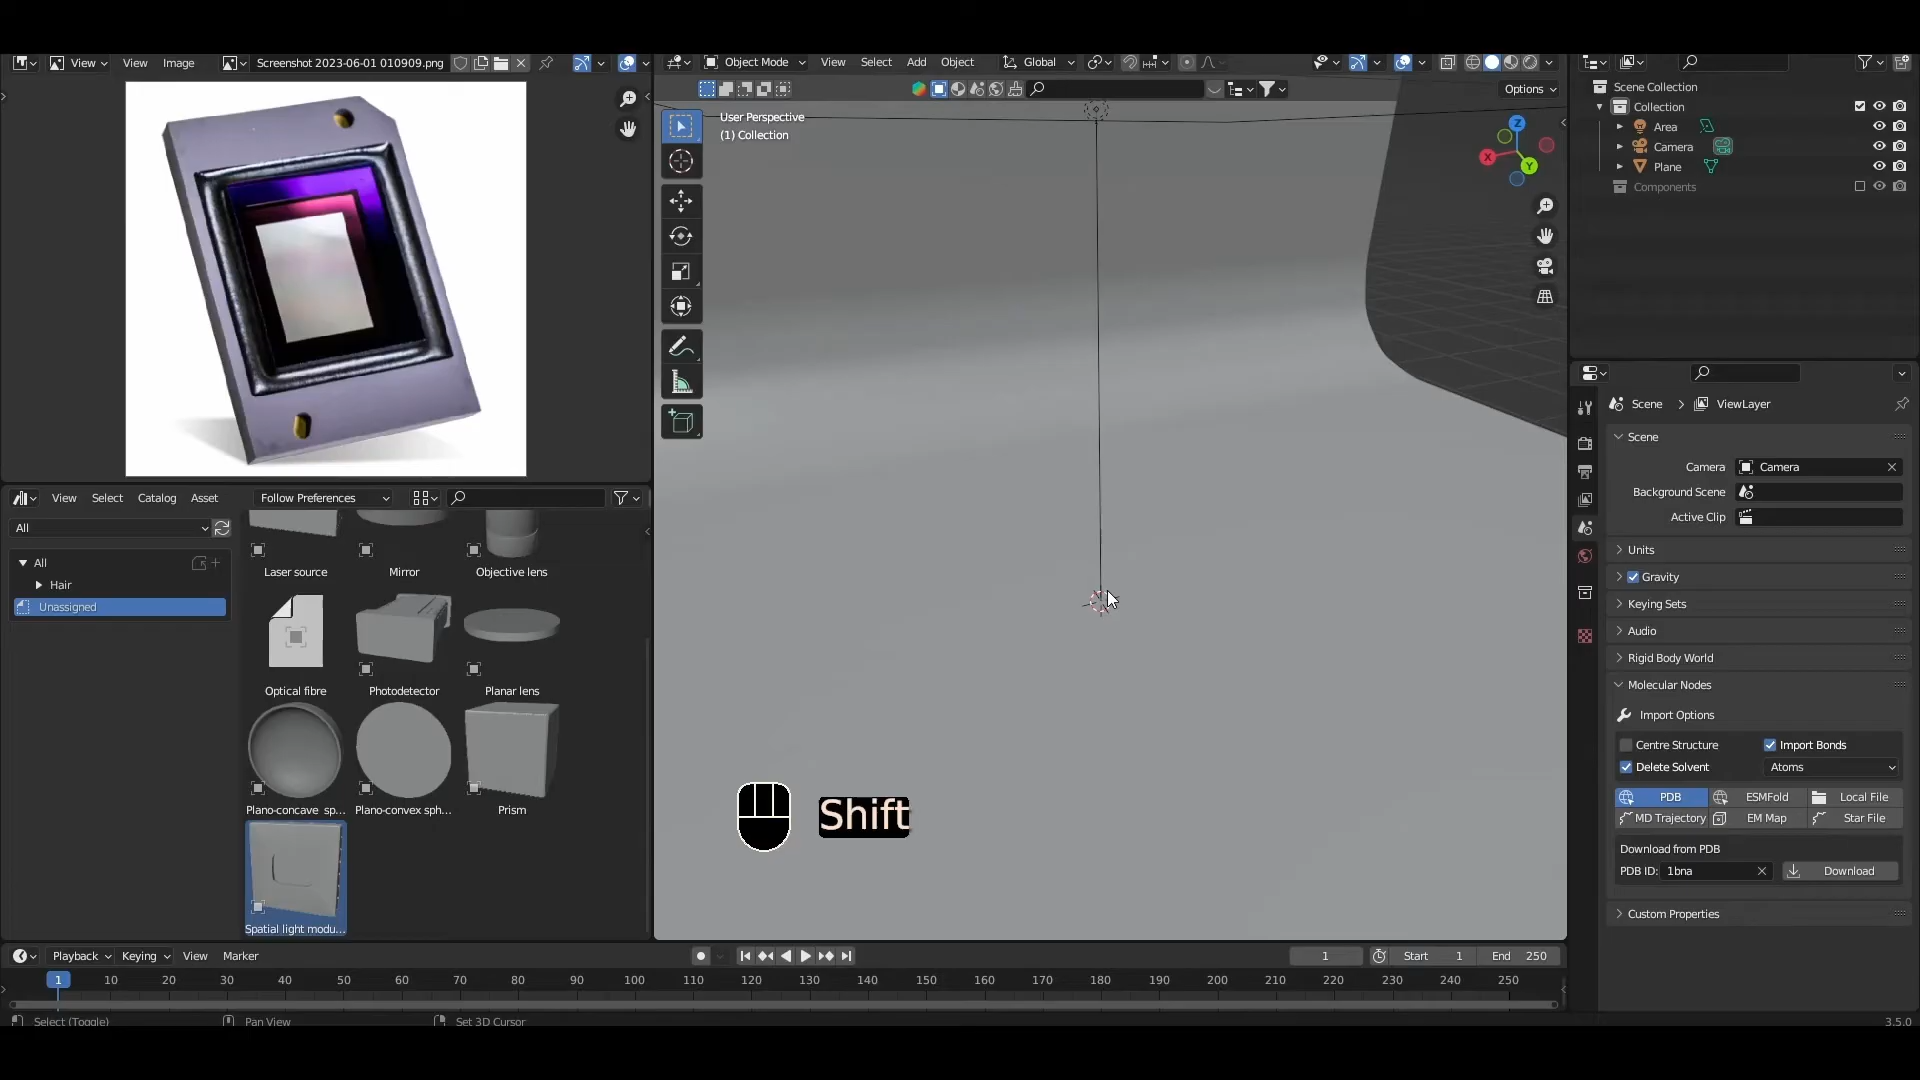 View View Image Screenshot 2023-06-01 010909.png
Object Mode View Select Add Object Global
Options
User Perspective
(1) Collection
Z
X
Y
Scene Collection
Collection
Area
Camera
Plane
Components
Scene ViewLayer
Scene
Camera Camera
Background Scene
Active Clip
Units
Gravity
Keying Sets
Audio
Rigid Body World
Molecular Nodes
Import Options
Centre Structure Import Bonds
Delete Solvent Atoms
PDB ESMFold Local File
MD Trajectory EM Map Star File
Download from PDB
PDB ID: 1bna Download
Custom Properties
View Select Catalog Asset Follow Preferences
All
All
Hair
Unassigned
Laser source Mirror Objective lens
Optical fibre Photodetector Planar lens
Plano-concave sp... Plano-convex sph... Prism
Spatial light modu...
Shift
Playback Keying View Marker
1 Start 1 End 250
1 10 20 30 40 50 60 70 80 90 100 110 120 130 140 150 160 170 180 190 200 210 220 230 240 250
Select (Toggle) Pan View Set 3D Cursor 3.5.0